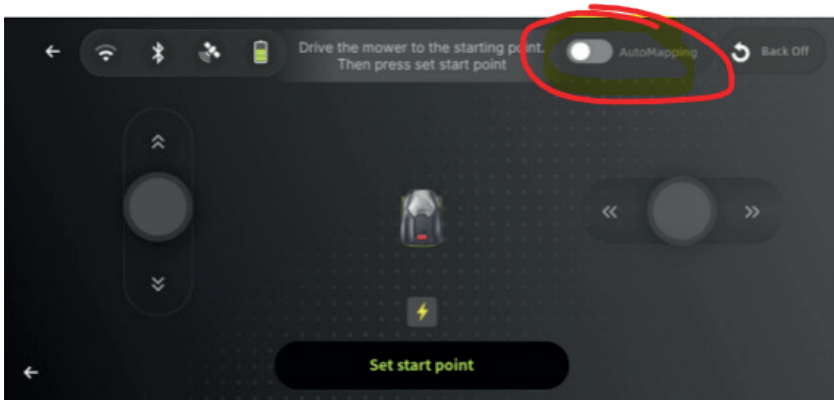 Drive the mower to the starting point.
Then press set start point
AutoMapping
Back Off
Set start point